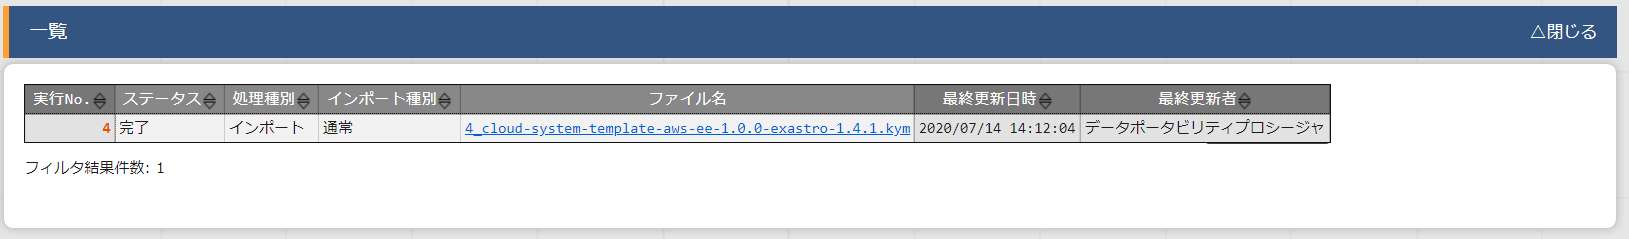 一覧 △閉じる
実行No. ステータス 処理種別 インポート種別 ファイル名 最終更新日時 最終更新者
4 完了 インポート 通常 4_cloud-system-template-aws-ee-1.0.0-exastro-1.4.1.kym 2020/07/14 14:12:04 データポータビリティプロシージャ
フィルタ結果件数: 1